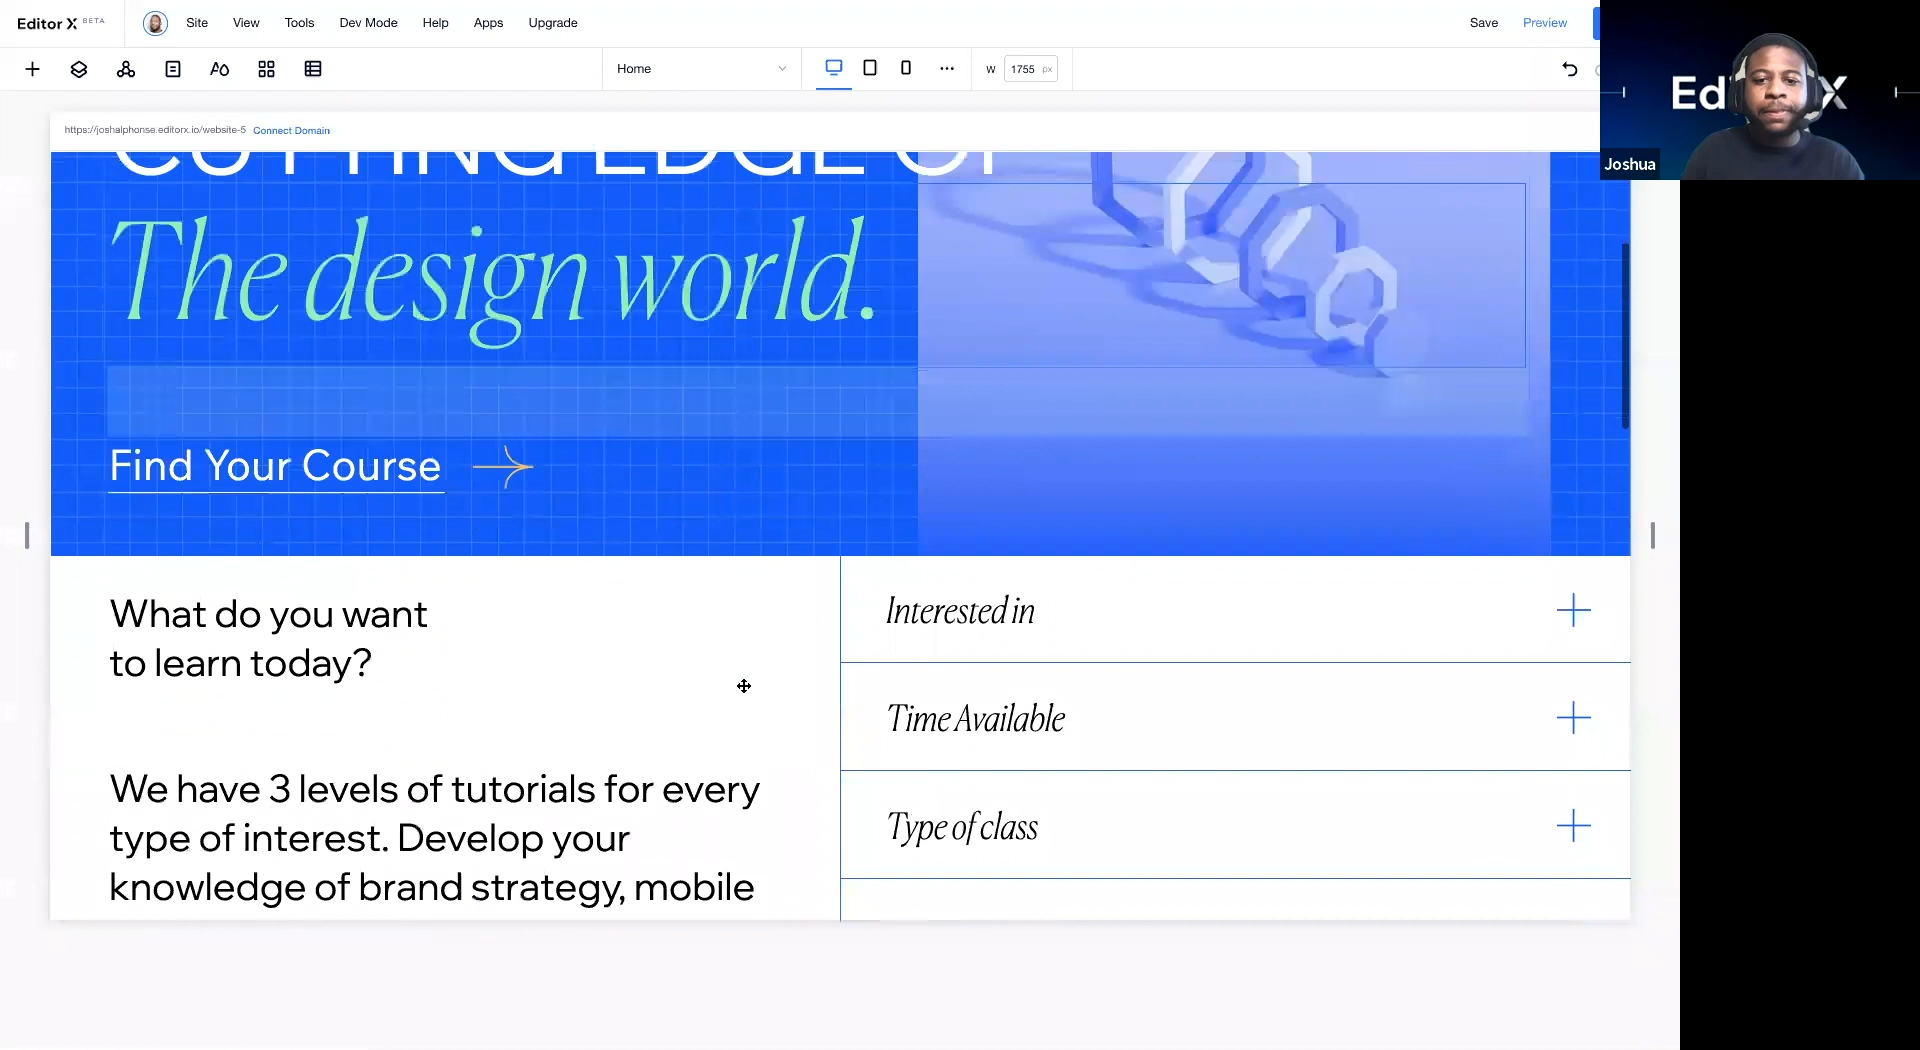 Editor X BETA
Site View Tools Dev Mode Help Apps Upgrade
Save Preview
Home
W 1755 px
https://joshalphonse.editorx.io/website-5 Connect Domain
CUTTING EDGE OF
The design world.
Find Your Course
What do you want
to learn today?
We have 3 levels of tutorials for every
type of interest. Develop your
knowledge of brand strategy, mobile
Interested in
Time Available
Type of class
Joshua